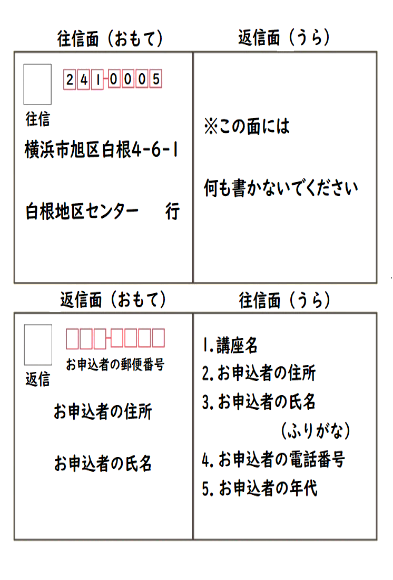 往信面（おもて）
返信面（うら）
2410005
往信
横浜市旭区白根4-6-1
白根地区センター　行
※この面には
何も書かないでください
返信面（おもて）
往信面（うら）
お申込者の郵便番号
返信
お申込者の住所
お申込者の氏名
1.講座名
2.お申込者の住所
3.お申込者の氏名
（ふりがな）
4.お申込者の電話番号
5.お申込者の年代